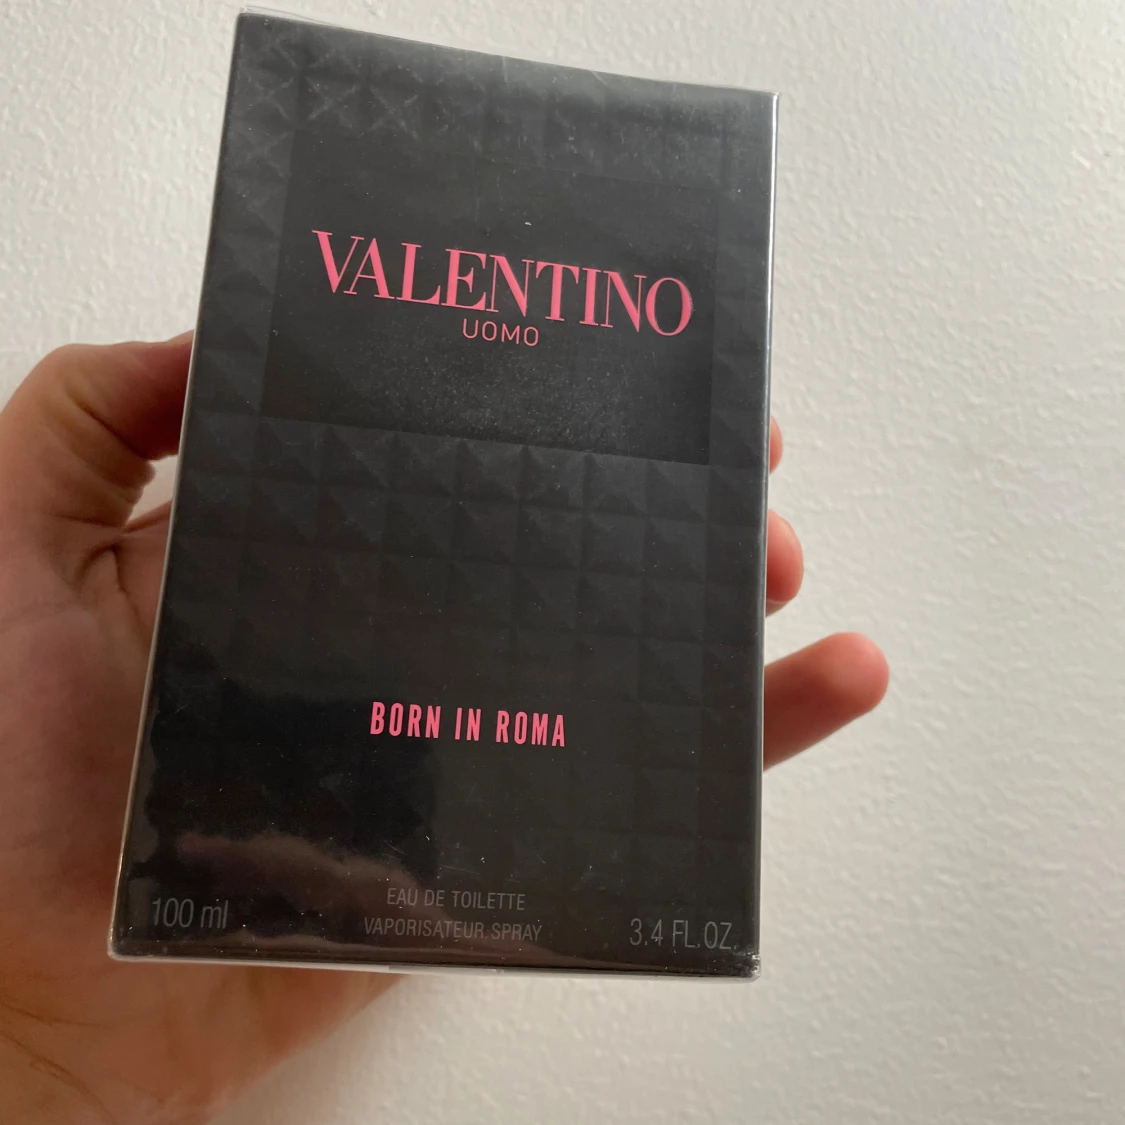 VALENTINO
UOMO
BORN IN ROMA
EAU DE TOILETTE
100 ml VAPORISATEUR SPRAY 3.4 FL.OZ.